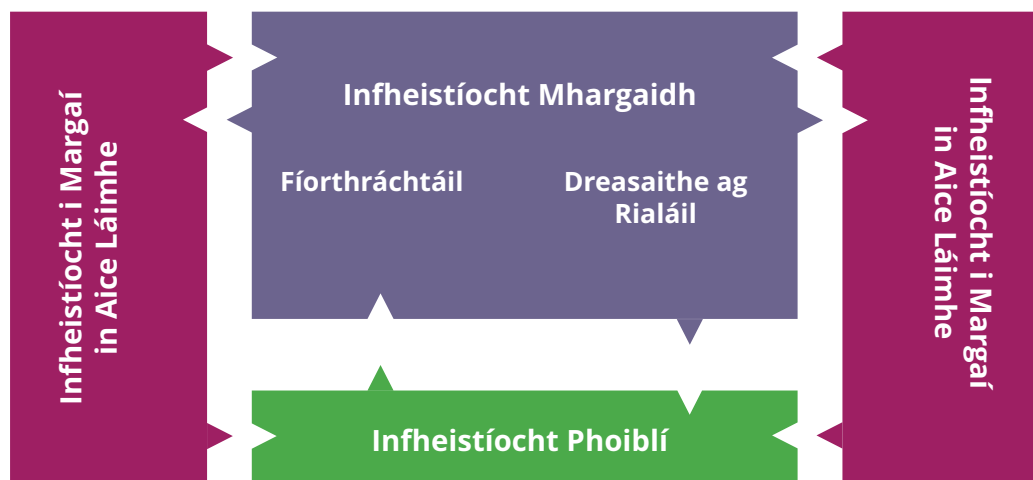 Infheistíocht i Margaí
in Aice Láimhe
Infheistíocht Mhargaidh
Fíorthráchtáil
Dreasaithe ag
Rialáil
Infheistíocht Phoiblí
Infheistíocht i Margaí
in Aice Láimhe